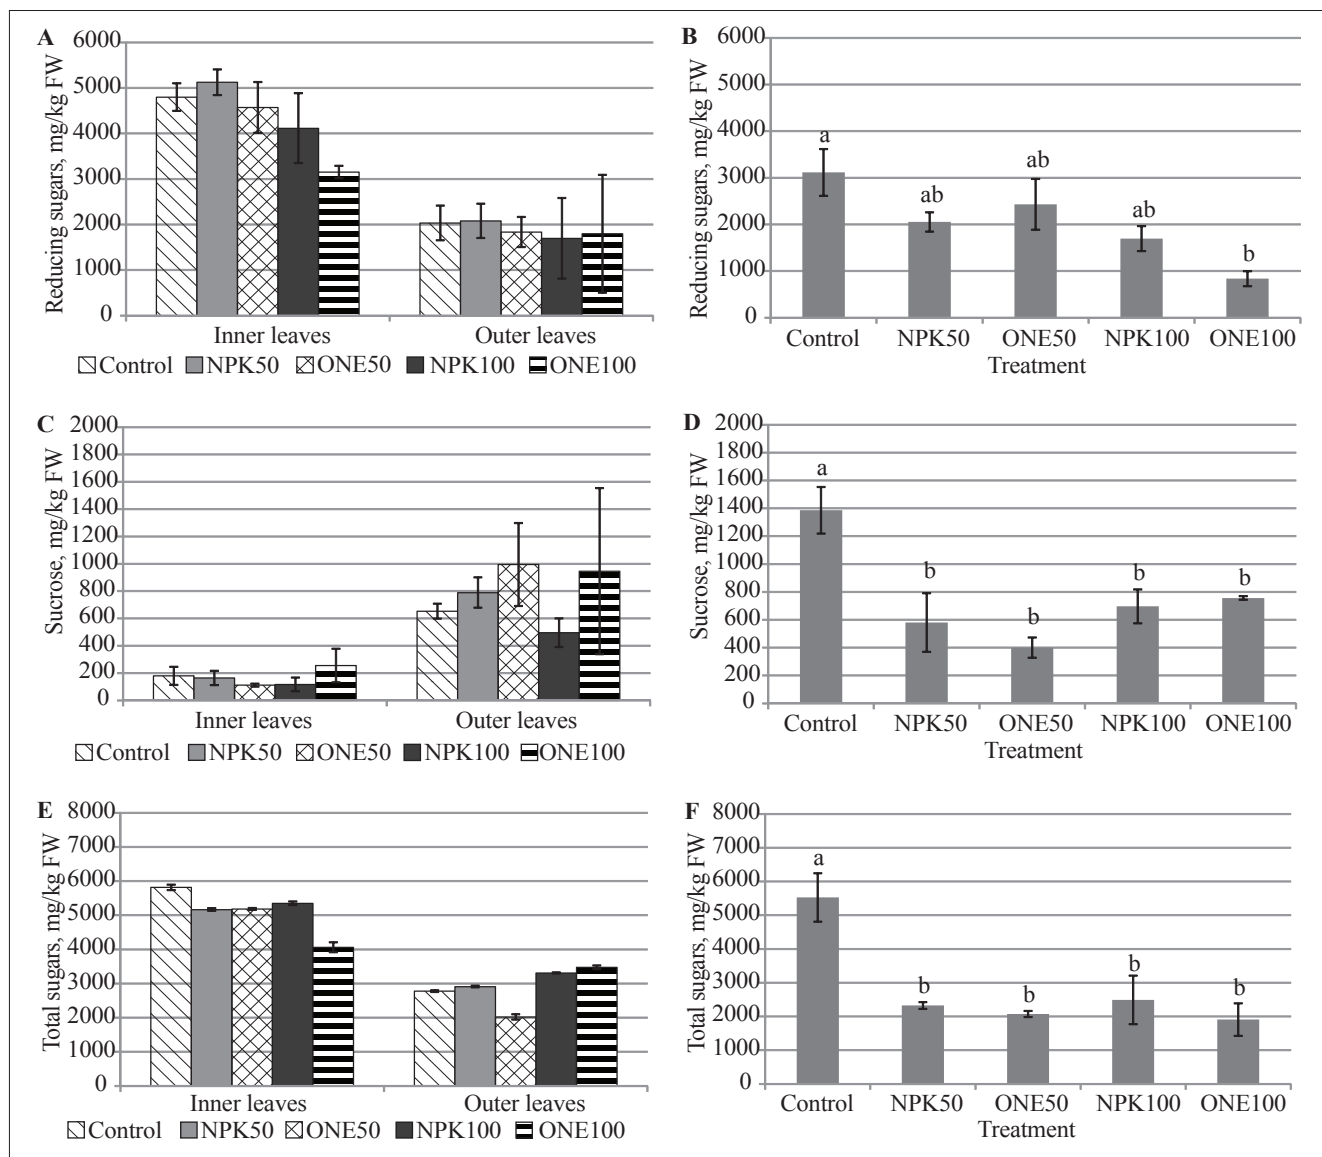 A
Reducing sugars, mg/kg FW
6000
5000
4000
3000
2000
1000
0
Inner leaves Outer leaves
Control NPK50 ONE50 NPK100 ONE100
B
Reducing sugars, mg/kg FW
6000
5000
4000
3000
2000
1000
0
a ab ab ab b
Control NPK50 ONE50 NPK100 ONE100
Treatment
C
Sucrose, mg/kg FW
2000
1800
1600
1400
1200
1000
800
600
400
200
0
Inner leaves Outer leaves
Control NPK50 ONE50 NPK100 ONE100
D
Sucrose, mg/kg FW
2000
1800
1600
1400
1200
1000
800
600
400
200
0
a b b b b
Control NPK50 ONE50 NPK100 ONE100
Treatment
E
Total sugars, mg/kg FW
8000
7000
6000
5000
4000
3000
2000
1000
0
Inner leaves Outer leaves
Control NPK50 ONE50 NPK100 ONE100
F
Total sugars, mg/kg FW
8000
7000
6000
5000
4000
3000
2000
1000
0
a b b b b
Control NPK50 ONE50 NPK100 ONE100
Treatment